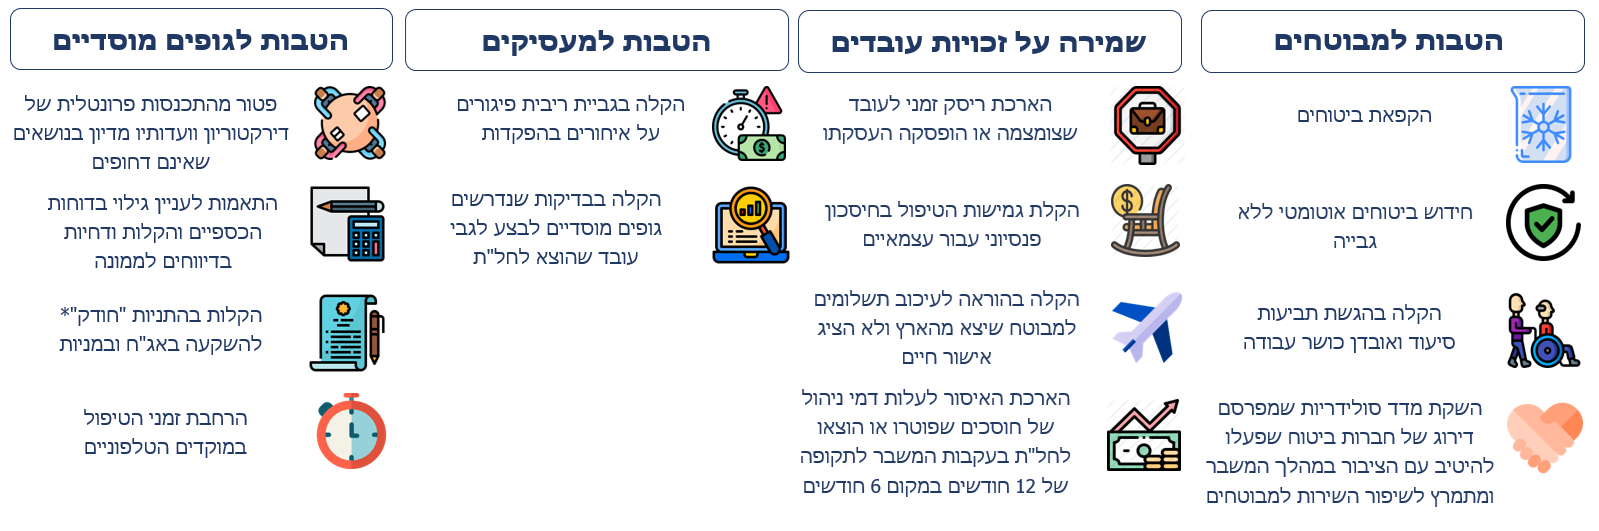 הטבות למבוטחים
הקפאת ביטוחים
חידוש ביטוחים אוטומטי ללא
גבייה
הקלה בהגשת תביעות
סיעוד ואובדן כושר עבודה
השקת מדד סולידריות שמפרסם
דירוג של חברות ביטוח שפעלו
להיטיב עם הציבור במהלך המשבר
ומתמרץ לשיפור השירות למבוטחים
שמירה על זכויות עובדים
הארכת ריסק זמני לעובד
שצומצמה או הופסקה העסקתו
הקלת גמישות הטיפול בחיסכון
פנסיוני עבור עצמאיים
הקלה בהוראה לעיכוב תשלומים
למבוטח שיצא מהארץ ולא הציג
אישור חיים
הארכת האיסור לעלות דמי ניהול
של חוסכים שפוטרו או הוצאו
לחל"ת בעקבות המשבר לתקופה
של 12 חודשים במקום 6 חודשים
הטבות למעסיקים
הקלה בגביית ריבית פיגורים
על איחורים בהפקדות
הקלה בבדיקות שנדרשים
גופים מוסדיים לבצע לגבי
עובד שהוצא לחל"ת
הטבות לגופים מוסדיים
פטור מהתכנסות פרונטלית של
דירקטוריון וועדותיו מדיון בנושאים
שאינם דחופים
התאמות לעניין גילוי בדוחות
הכספיים והקלות ודחיות
בדיווחים לממונה
הקלות בהתניות "חודק"*
להשקעה באג"ח ובמניות
הרחבת זמני הטיפול
במוקדים הטלפוניים